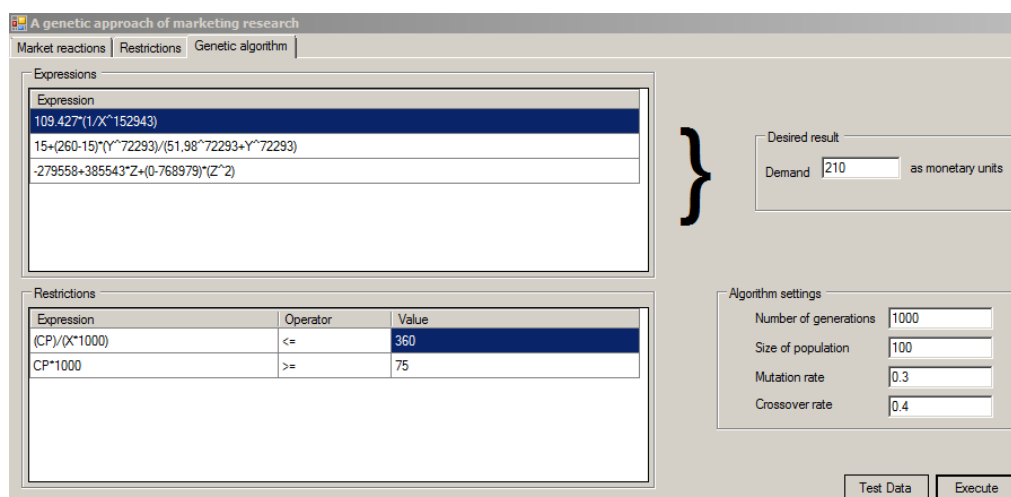 A genetic approach of marketing research
Market reactions Restrictions Genetic algorithm
Expressions
Expression
109.427*(1/X^152943)
15+(260-15)*(Y^72293)/(51,98^72293+Y^72293)
-279558+385543*Z+(0-768979)*(Z^2)
}
Desired result
Demand 210 as monetary units
Restrictions
Expression Operator Value
(CP)/(X*1000) <= 360
CP*1000 >= 75
Algorithm settings
Number of generations 1000
Size of population 100
Mutation rate 0.3
Crossover rate 0.4
Test Data Execute